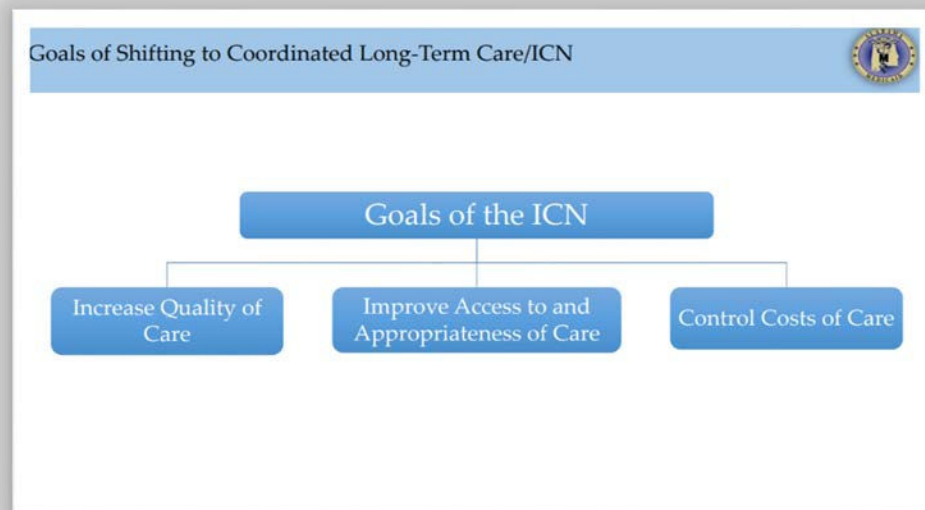 Goals of Shifting to Coordinated Long-Term Care/ICN
Goals of the ICN
Increase Quality of
Care
Improve Access to and
Appropriateness of Care
Control Costs of Care
MEDICAID